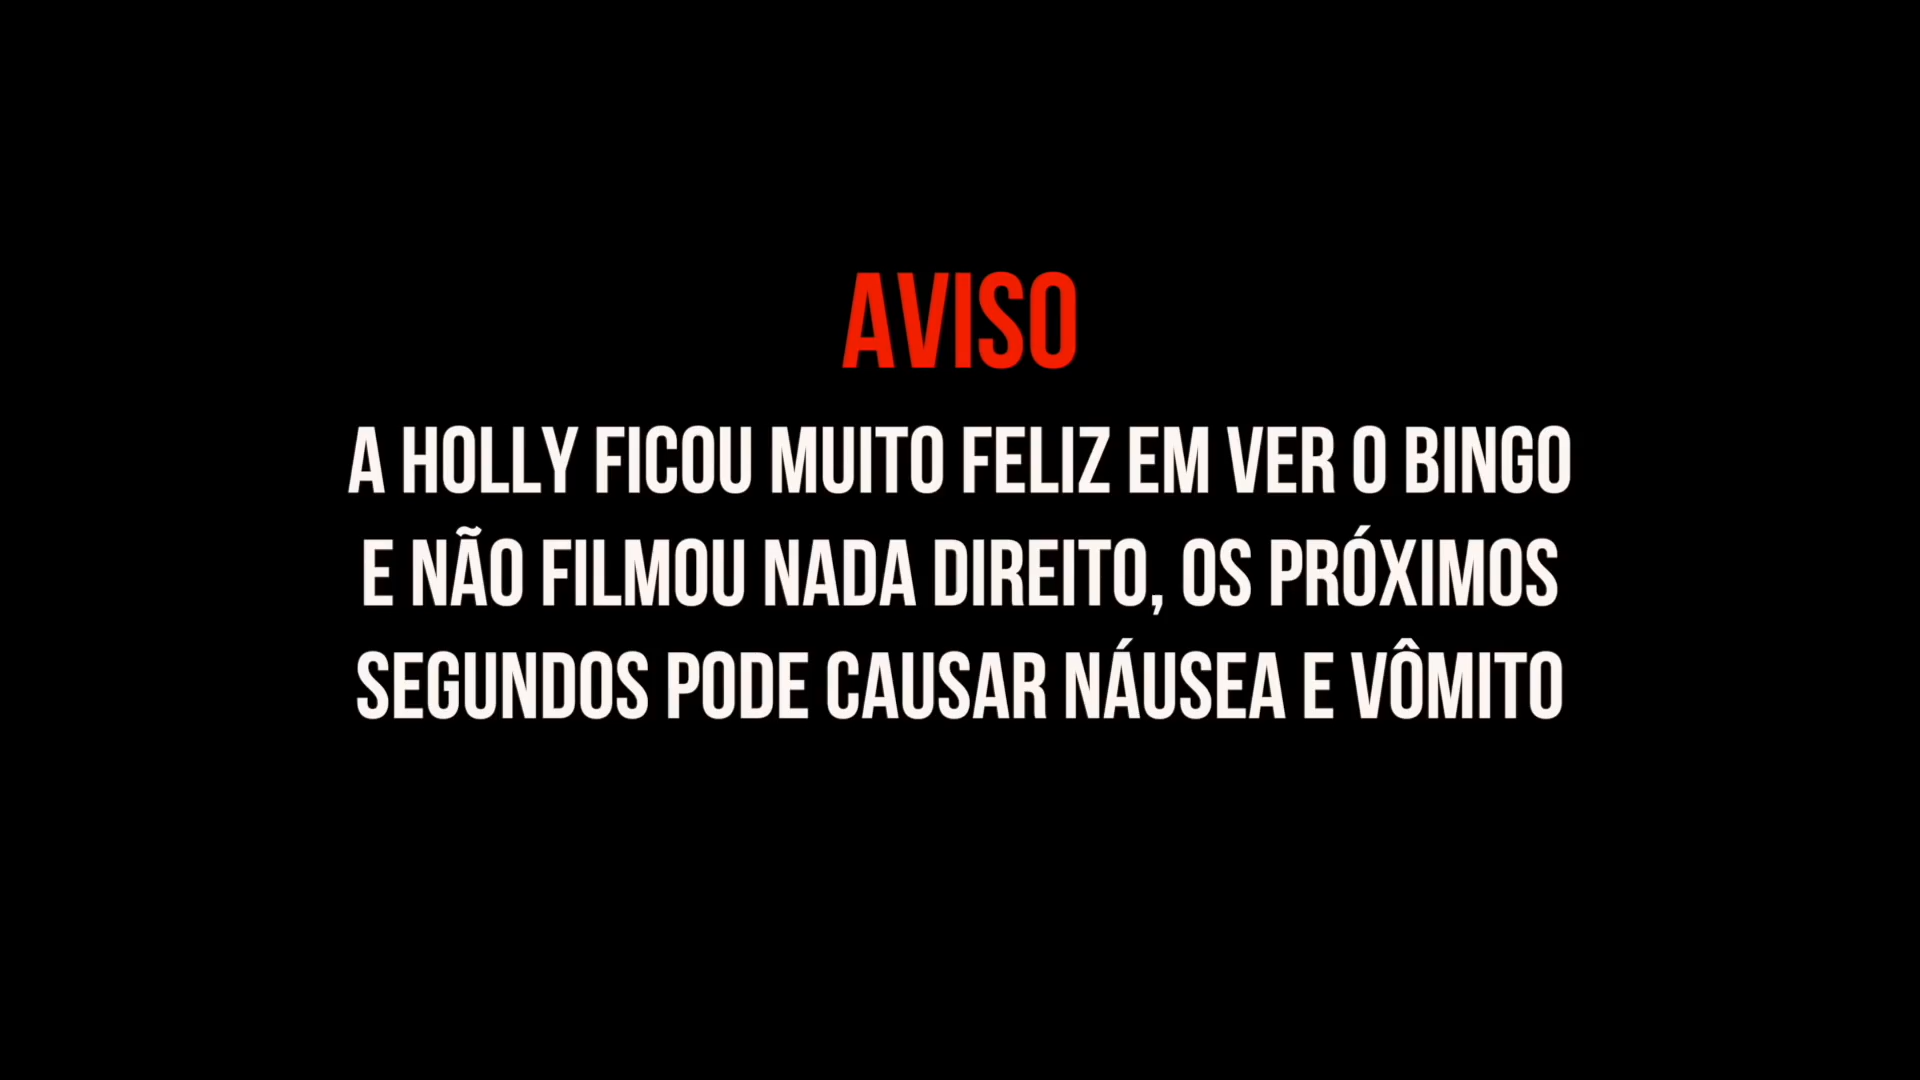 AVISO
A HOLLY FICOU MUITO FELIZ EM VER O BINGO
E NÃO FILMOU NADA DIREITO, OS PRÓXIMOS
SEGUNDOS PODE CAUSAR NÁUSEA E VÔMITO